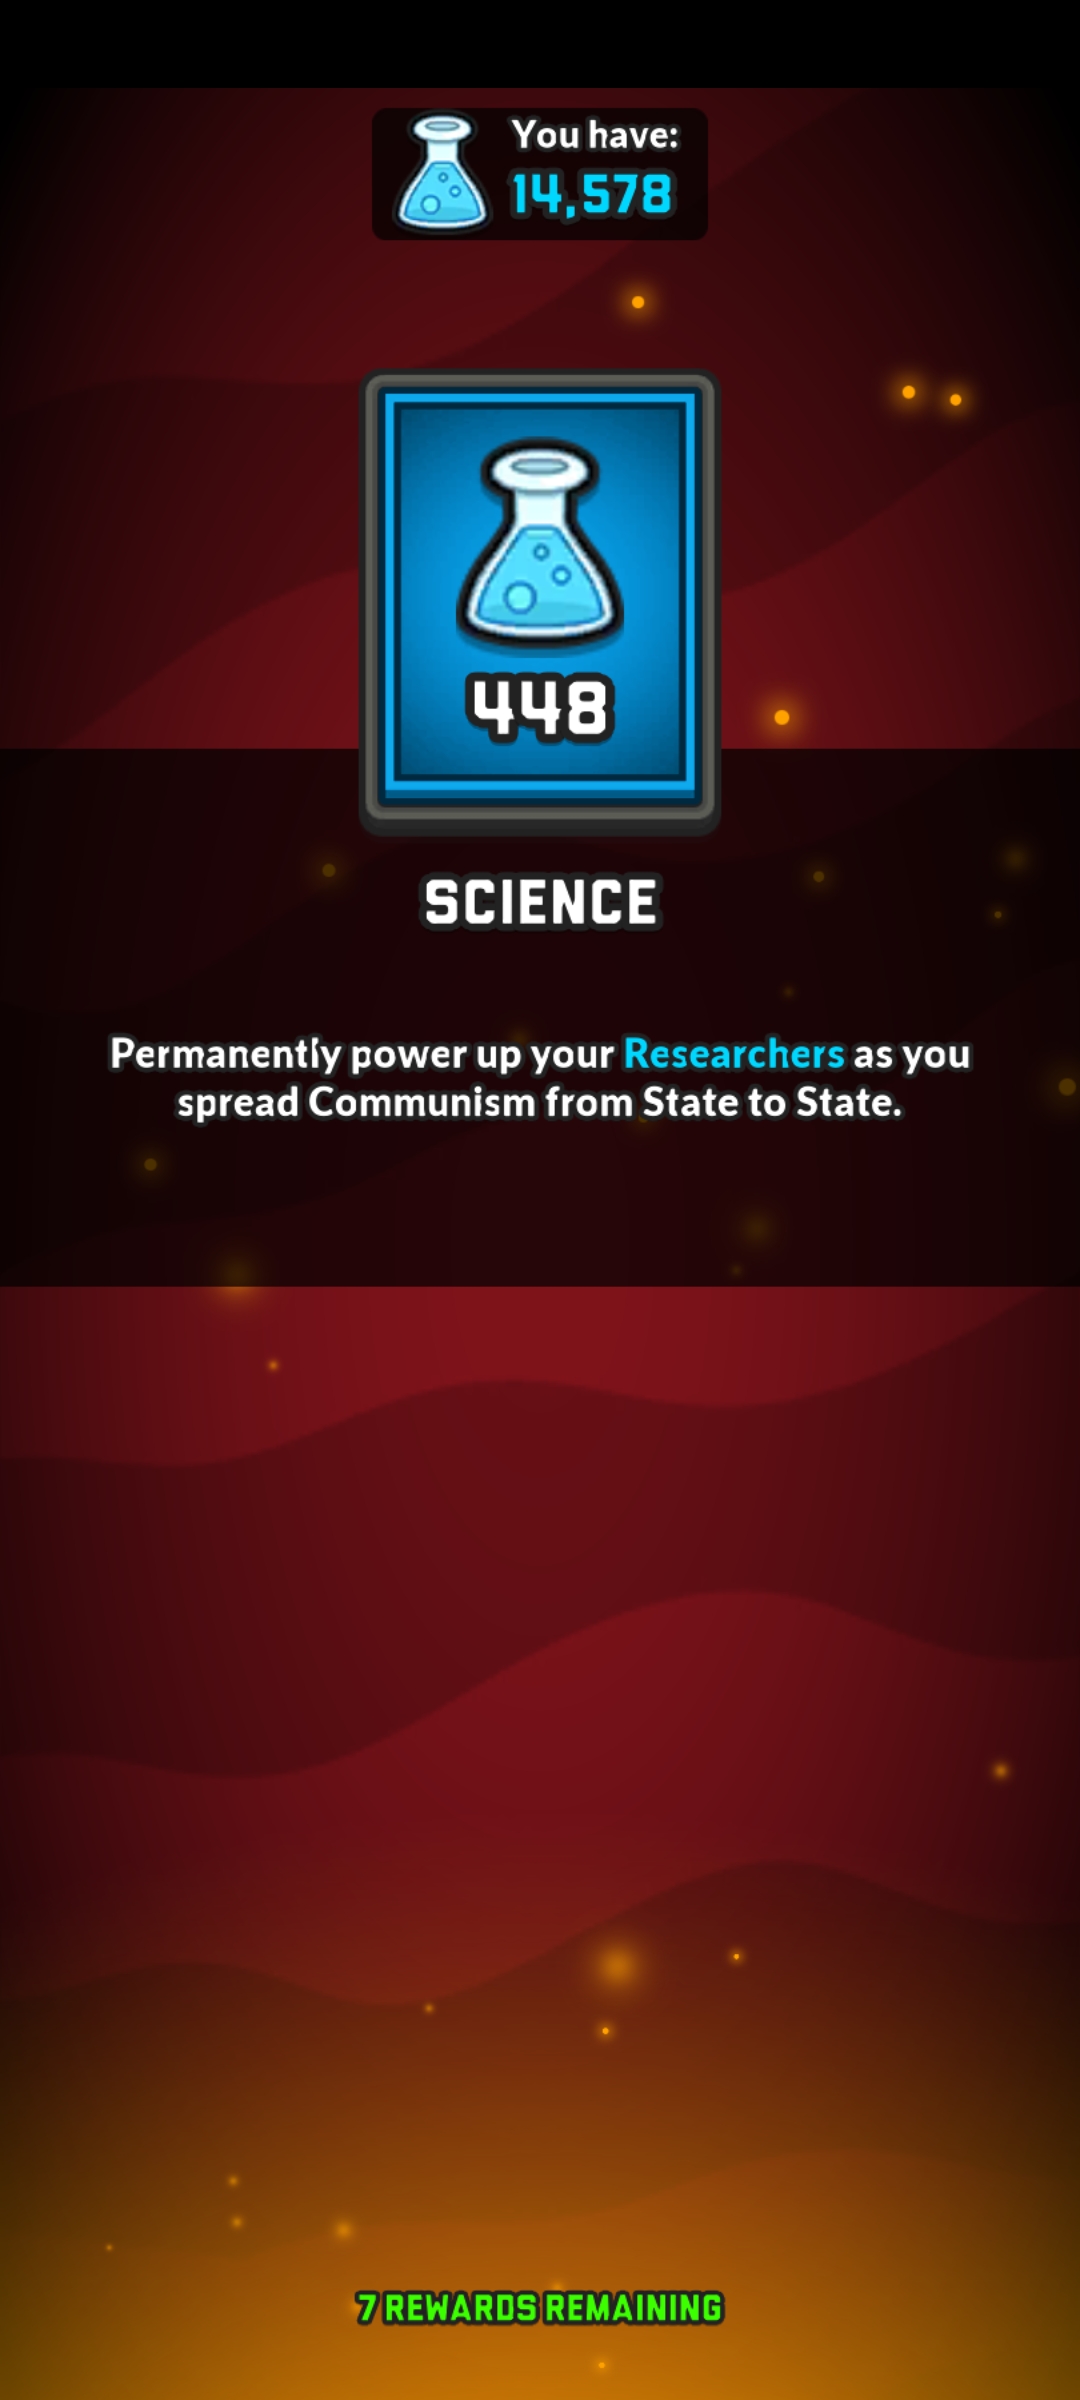 You have:
14,578
448
SCIENCE
Permanently power up your Researchers as you
spread Communism from State to State.
7 REWARDS REMAINING